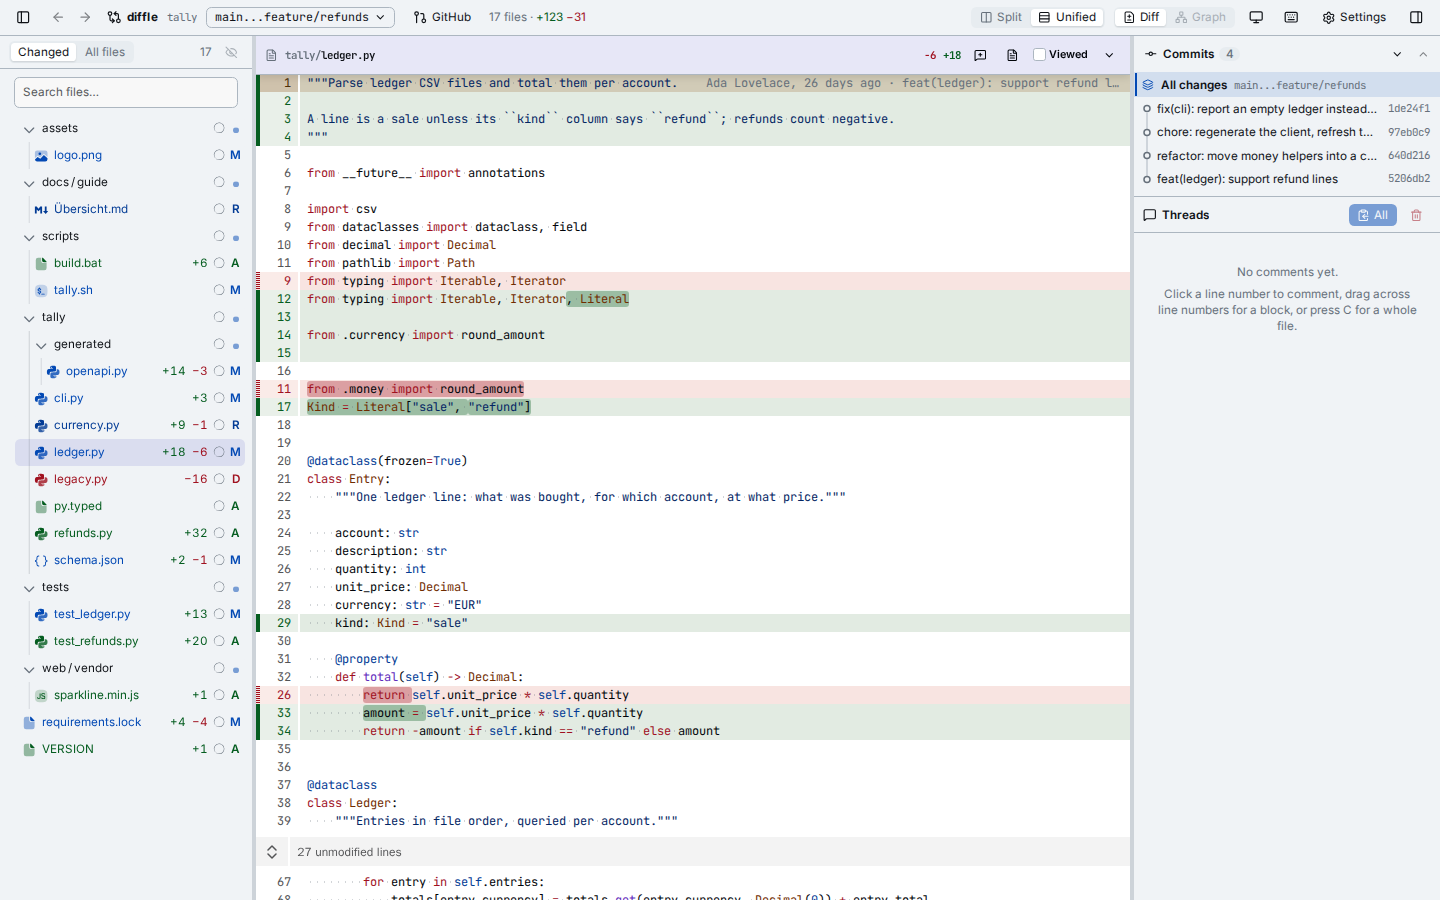 diffle tally main...feature/refunds GitHub 17 files · +123 −31 Split Unified Diff Graph Settings
Changed All files 17
Search files...
assets
logo.png M
docs/guide
Übersicht.md R
scripts
build.bat +6 A
tally.sh M
tally
generated
openapi.py +14 −3 M
cli.py +3 M
currency.py +9 −1 R
ledger.py +18 −6 M
legacy.py −16 D
py.typed A
refunds.py +32 A
schema.json +2 −1 M
tests
test_ledger.py +13 M
test_refunds.py +20 A
web/vendor
sparkline.min.js +1 A
requirements.lock +4 −4 M
VERSION +1 A
tally/ledger.py -6 +18 Viewed
1 """Parse ledger CSV files and total them per account. Ada Lovelace, 26 days ago · feat(ledger): support refund l…
2
3 A line is a sale unless its ``kind`` column says ``refund``; refunds count negative.
4 """
5
6 from __future__ import annotations
7
8 import csv
9 from dataclasses import dataclass, field
10 from decimal import Decimal
11 from pathlib import Path
9 from typing import Iterable, Iterator
12 from typing import Iterable, Iterator, Literal
13
14 from .currency import round_amount
15
16
11 from .money import round_amount
17 Kind = Literal["sale", "refund"]
18
19
20 @dataclass(frozen=True)
21 class Entry:
22 """One ledger line: what was bought, for which account, at what price."""
23
24 account: str
25 description: str
26 quantity: int
27 unit_price: Decimal
28 currency: str = "EUR"
29 kind: Kind = "sale"
30
31 @property
32 def total(self) -> Decimal:
26 return self.unit_price * self.quantity
33 amount = self.unit_price * self.quantity
34 return -amount if self.kind == "refund" else amount
35
36
37 @dataclass
38 class Ledger:
39 """Entries in file order, queried per account."""
27 unmodified lines
67 for entry in self.entries:
68 totals[entry.currency] = totals.get(entry.currency, Decimal(0)) + entry.total
Commits 4
All changes main...feature/refunds
fix(cli): report an empty ledger instead... 1de24f1
chore: regenerate the client, refresh t... 97eb0c9
refactor: move money helpers into a c... 640d216
feat(ledger): support refund lines 5206db2
Threads All
No comments yet.
Click a line number to comment, drag across
line numbers for a block, or press C for a whole
file.